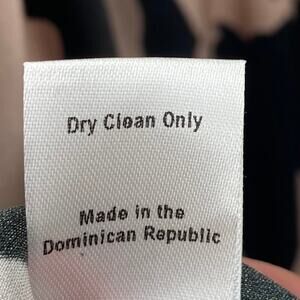 Dry Clean Only
Made in the
Dominican Republic